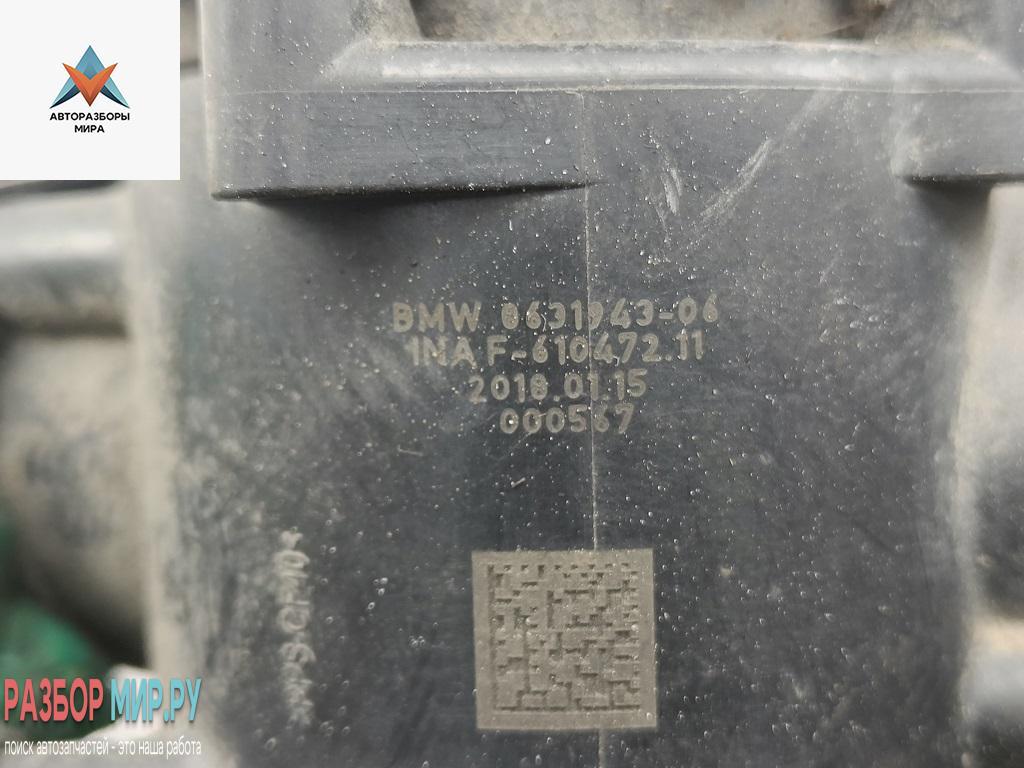 АВТОРАЗБОРЫ
МИРА
BMW 8631943-06
1NA F-610472.11
2018.01.15
000567
РАЗБОР МИР.РУ
поиск автозапчастей - это наша работа